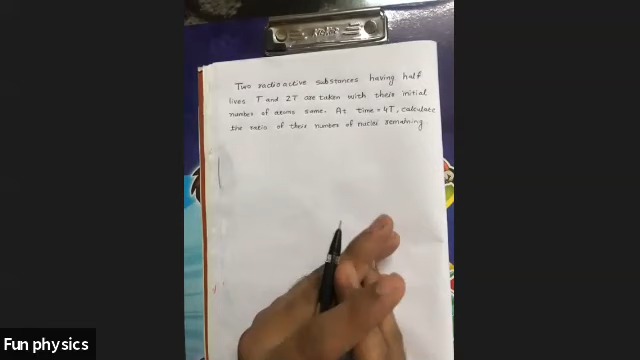 Two radioactive substances having half
lives T and 2T are taken with their initial
number of atoms same. At time = 4T, calculate
the ratio of their number of nuclei remaining
Fun physics